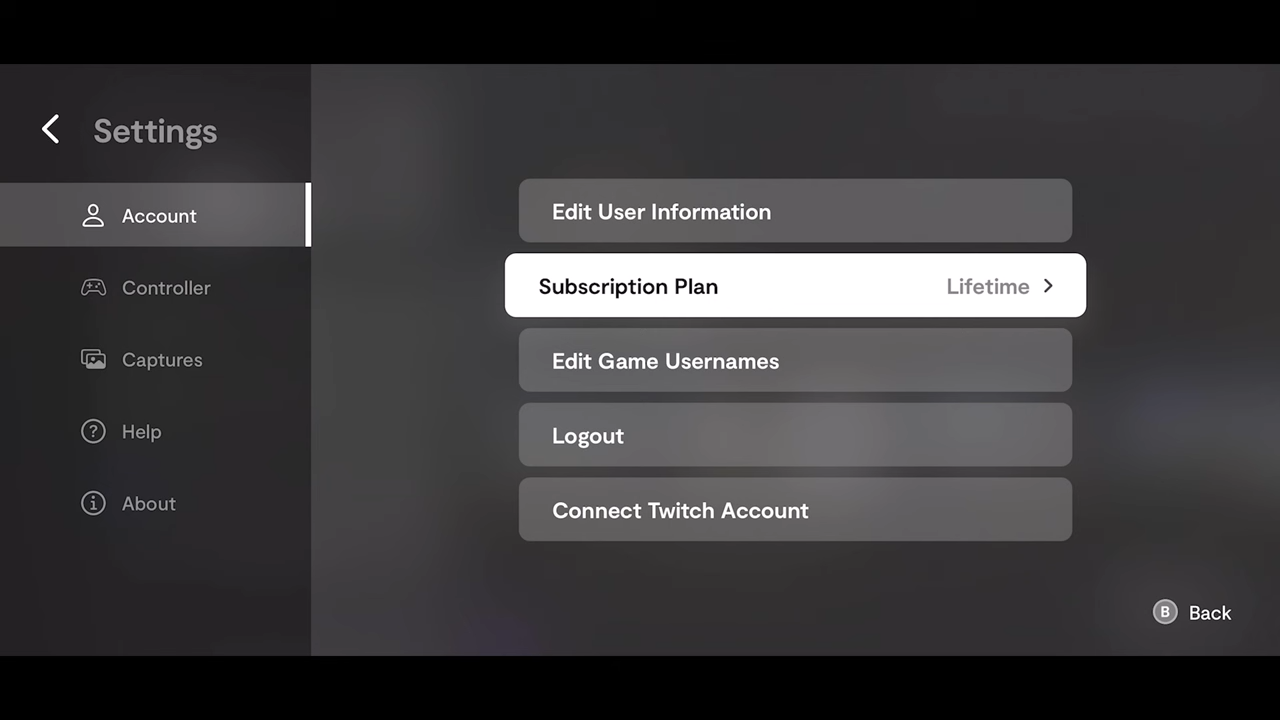 Settings
Account
Controller
Captures
Help
About
Edit User Information
Subscription Plan Lifetime
Edit Game Usernames
Logout
Connect Twitch Account
B Back